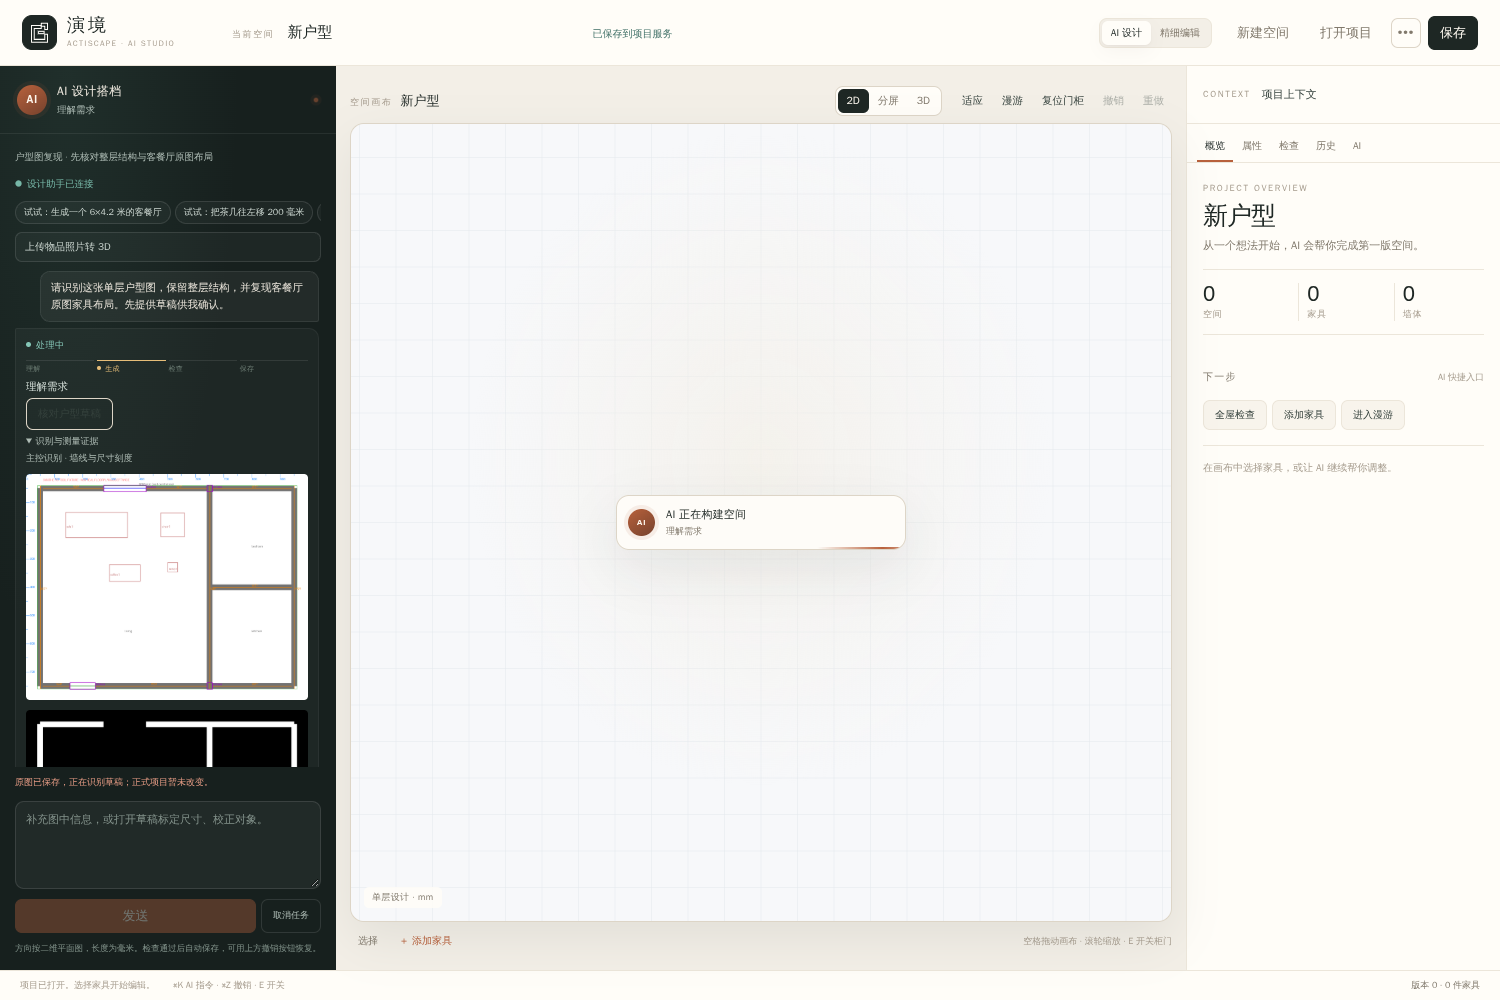 演境
ACTISCAPE · AI STUDIO
当前空间 新户型
已保存到项目服务
AI 设计 精细编辑
新建空间
打开项目
•••
保存
AI
AI 设计搭档
理解需求
户型图复现 · 先核对整层结构与客餐厅原图布局
设计助手已连接
试试：生成一个 6×4.2 米的客餐厅
试试：把茶几往左移 200 毫米
上传物品照片转 3D
请识别这张单层户型图，保留整层结构，并复现客餐厅
原图家具布局。先提供草稿供我确认。
处理中
理解 生成 检查 保存
理解需求
核对户型草稿
▼ 识别与测量证据
主控识别 · 墙线与尺寸刻度
原图已保存，正在识别草稿；正式项目暂未改变。
补充图中信息，或打开草稿标定尺寸、校正对象。
发送
取消任务
方向按二维平面图，长度为毫米。检查通过后自动保存，可用上方撤销按钮恢复。
空间画布 新户型
2D 分屏 3D
适应 漫游 复位门柜 撤销 重做
AI
AI 正在构建空间
理解需求
单层设计 · mm
选择
+ 添加家具
空格拖动画布 · 滚轮缩放 · E 开关柜门
CONTEXT 项目上下文
概览 属性 检查 历史 AI
PROJECT OVERVIEW
新户型
从一个想法开始，AI 会帮你完成第一版空间。
0 0 0
空间 家具 墙体
下一步
AI 快捷入口
全屋检查 添加家具 进入漫游
在画布中选择家具，或让 AI 继续帮你调整。
项目已打开。选择家具开始编辑。
⌘K AI 指令 · ⌘Z 撤销 · E 开关
版本 0 · 0 件家具